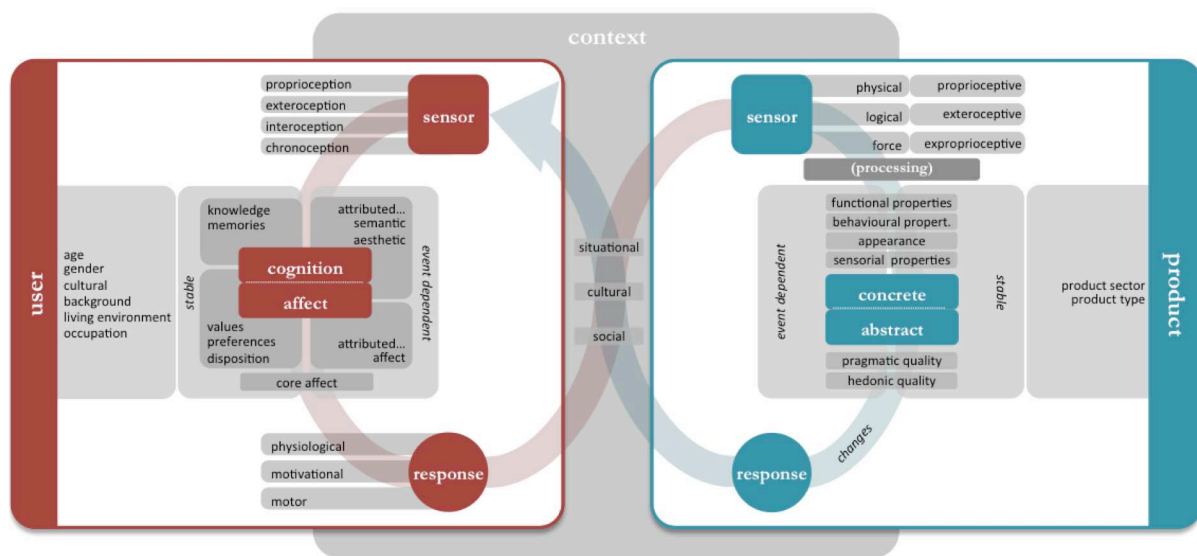 context
user
proprioception
exteroception
interoception
chronoception
sensor
age
gender
cultural
background
living environment
occupation
stable
knowledge
memories
attributed...
semantic
aesthetic
cognition
affect
values
preferences
disposition
attributed...
affect
event dependent
core affect
physiological
motivational
motor
response
situational
cultural
social
sensor
physical
proprioceptive
logical
exteroceptive
force
exproprioceptive
(processing)
event dependent
functional properties
behavioural propert.
appearance
sensorial properties
concrete
abstract
pragmatic quality
hedonic quality
stable
product sector
product type
response
changes
product